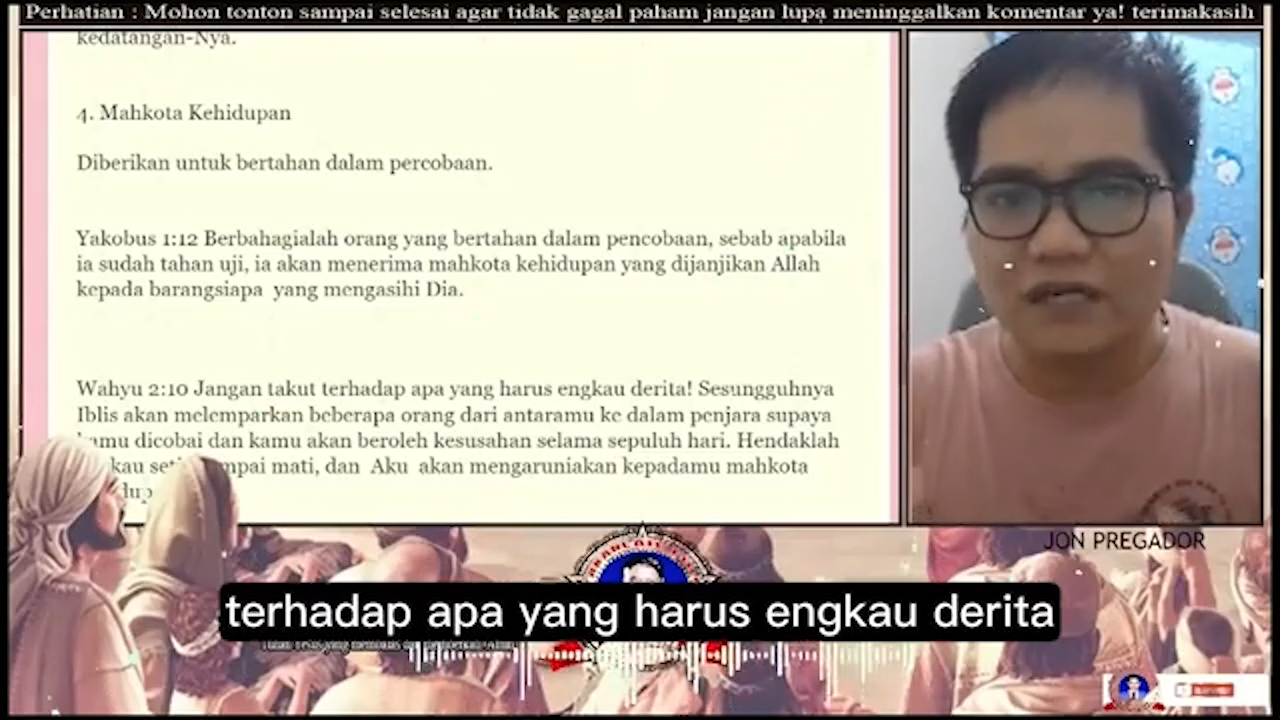 Perhatian : Mohon tonton sampai selesai agar tidak gagal paham jangan lupa meninggalkan komentar ya! terimakasih
kedatangan-Nya.
4. Mahkota Kehidupan
Diberikan untuk bertahan dalam percobaan.
Yakobus 1:12 Berbahagialah orang yang bertahan dalam pencobaan, sebab apabila
ia sudah tahan uji, ia akan menerima mahkota kehidupan yang dijanjikan Allah
kepada barangsiapa yang mengasihi Dia.
Wahyu 2:10 Jangan takut terhadap apa yang harus engkau derita! Sesungguhnya
Iblis akan melemparkan beberapa orang dari antaramu ke dalam penjara supaya
kamu dicobai dan kamu akan beroleh kesusahan selama sepuluh hari. Hendaklah
mati, dan Aku akan mengaruniakan kepadamu mahkota
JON PREGADOR
terhadap apa yang harus engkau derita